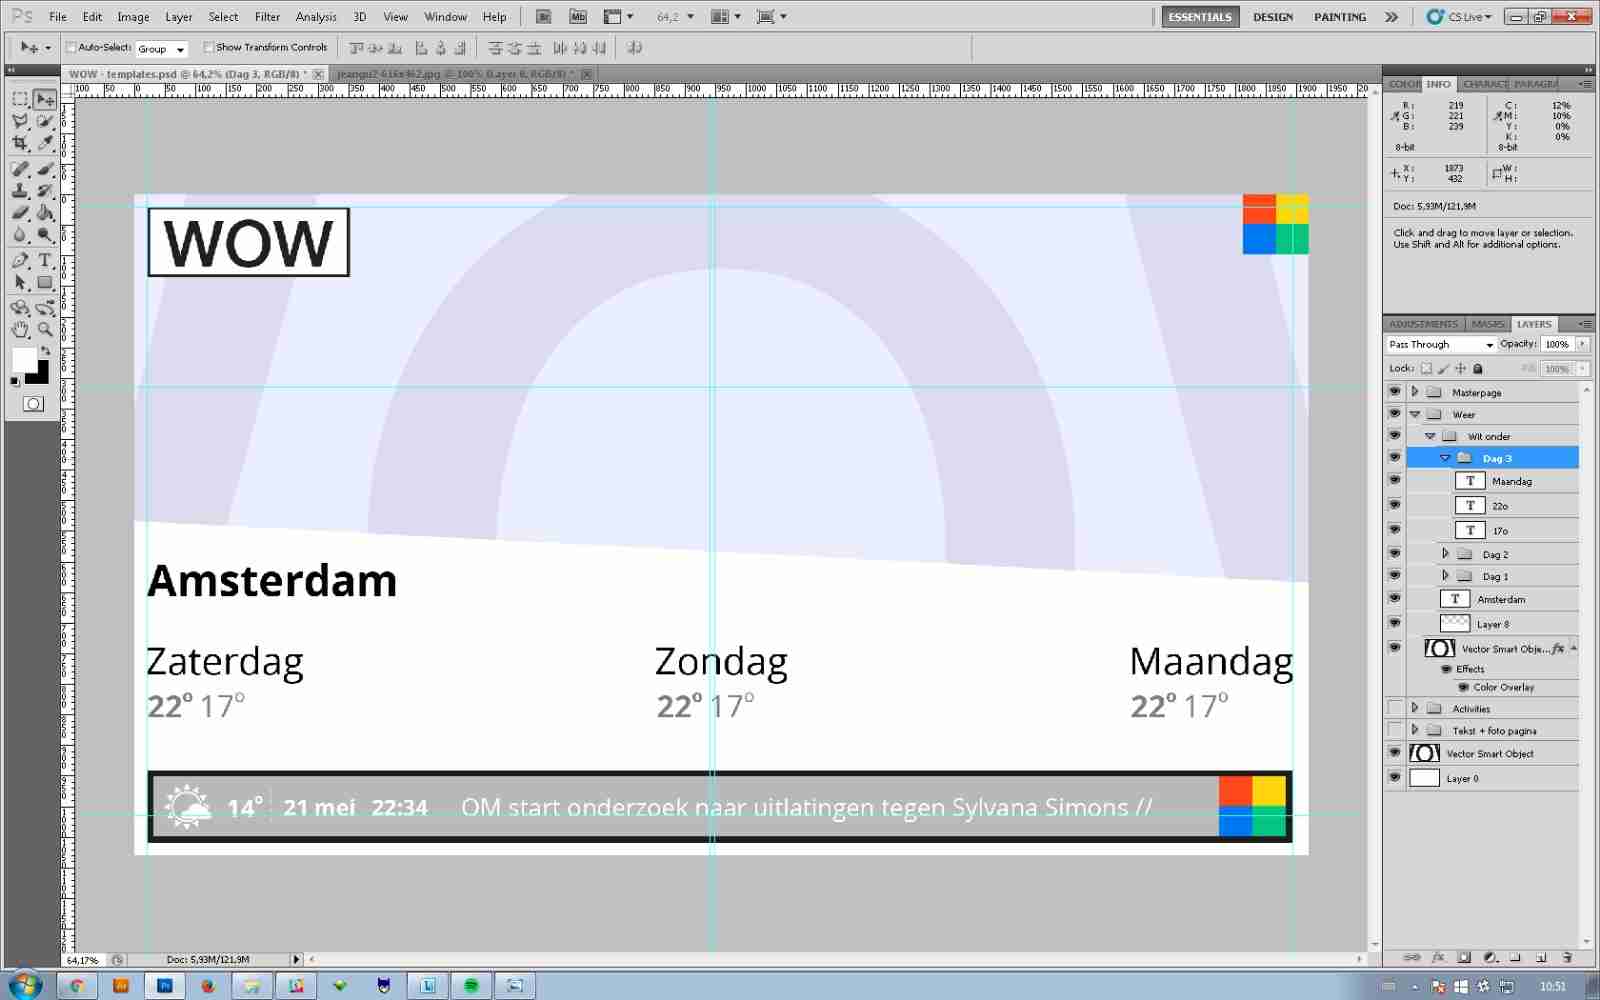 Ps File Edit Image Layer Select Filter Analysis 3D View Window Help Br Mb 64,2 ESSENTIALS DESIGN PAINTING CS Live
Auto-Select: Group Show Transform Controls
WOW - templates.psd @ 64,2% (Dag 3, RGB/8) * jeangu2-616x462.jpg @ 100% (Layer 0, RGB/8) *
100 50 0 50 100 150 200 250 300 350 400 450 500 550 600 650 700 750 800 850 900 950 1000 1050 1100 1150 1200 1250 1300 1350 1400 1450 1500 1550 1600 1650 1700 1750 1800 1850 1900 1950
WOW
Amsterdam
Zaterdag Zondag Maandag
22° 17° 22° 17° 22° 17°
14° 21 mei 22:34 OM start onderzoek naar uitlatingen tegen Sylvana Simons //
COLOR INFO CHARACT PARAGRA
R: 219 C: 12%
G: 221 M: 10%
B: 239 Y: 0%
K: 0%
8-bit 8-bit
X: 1873 W:
Y: 432 H:
Doc: 5,93M/121,9M
Click and drag to move layer or selection.
Use Shift and Alt for additional options.
ADJUSTMENTS MASKS LAYERS
Pass Through Opacity: 100%
Lock: Fill: 100%
Masterpage
Weer
Wit onder
Dag 3
T Maandag
T 22o
T 17o
Dag 2
Dag 1
T Amsterdam
Layer 8
Vector Smart Obje... fx
Effects
Color Overlay
Activities
Tekst + foto pagina
Vector Smart Object
Layer 0
64,17% Doc: 5,93M/121,9M
10:51